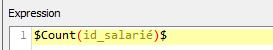 Expression
1 $Count(id_salarié)$